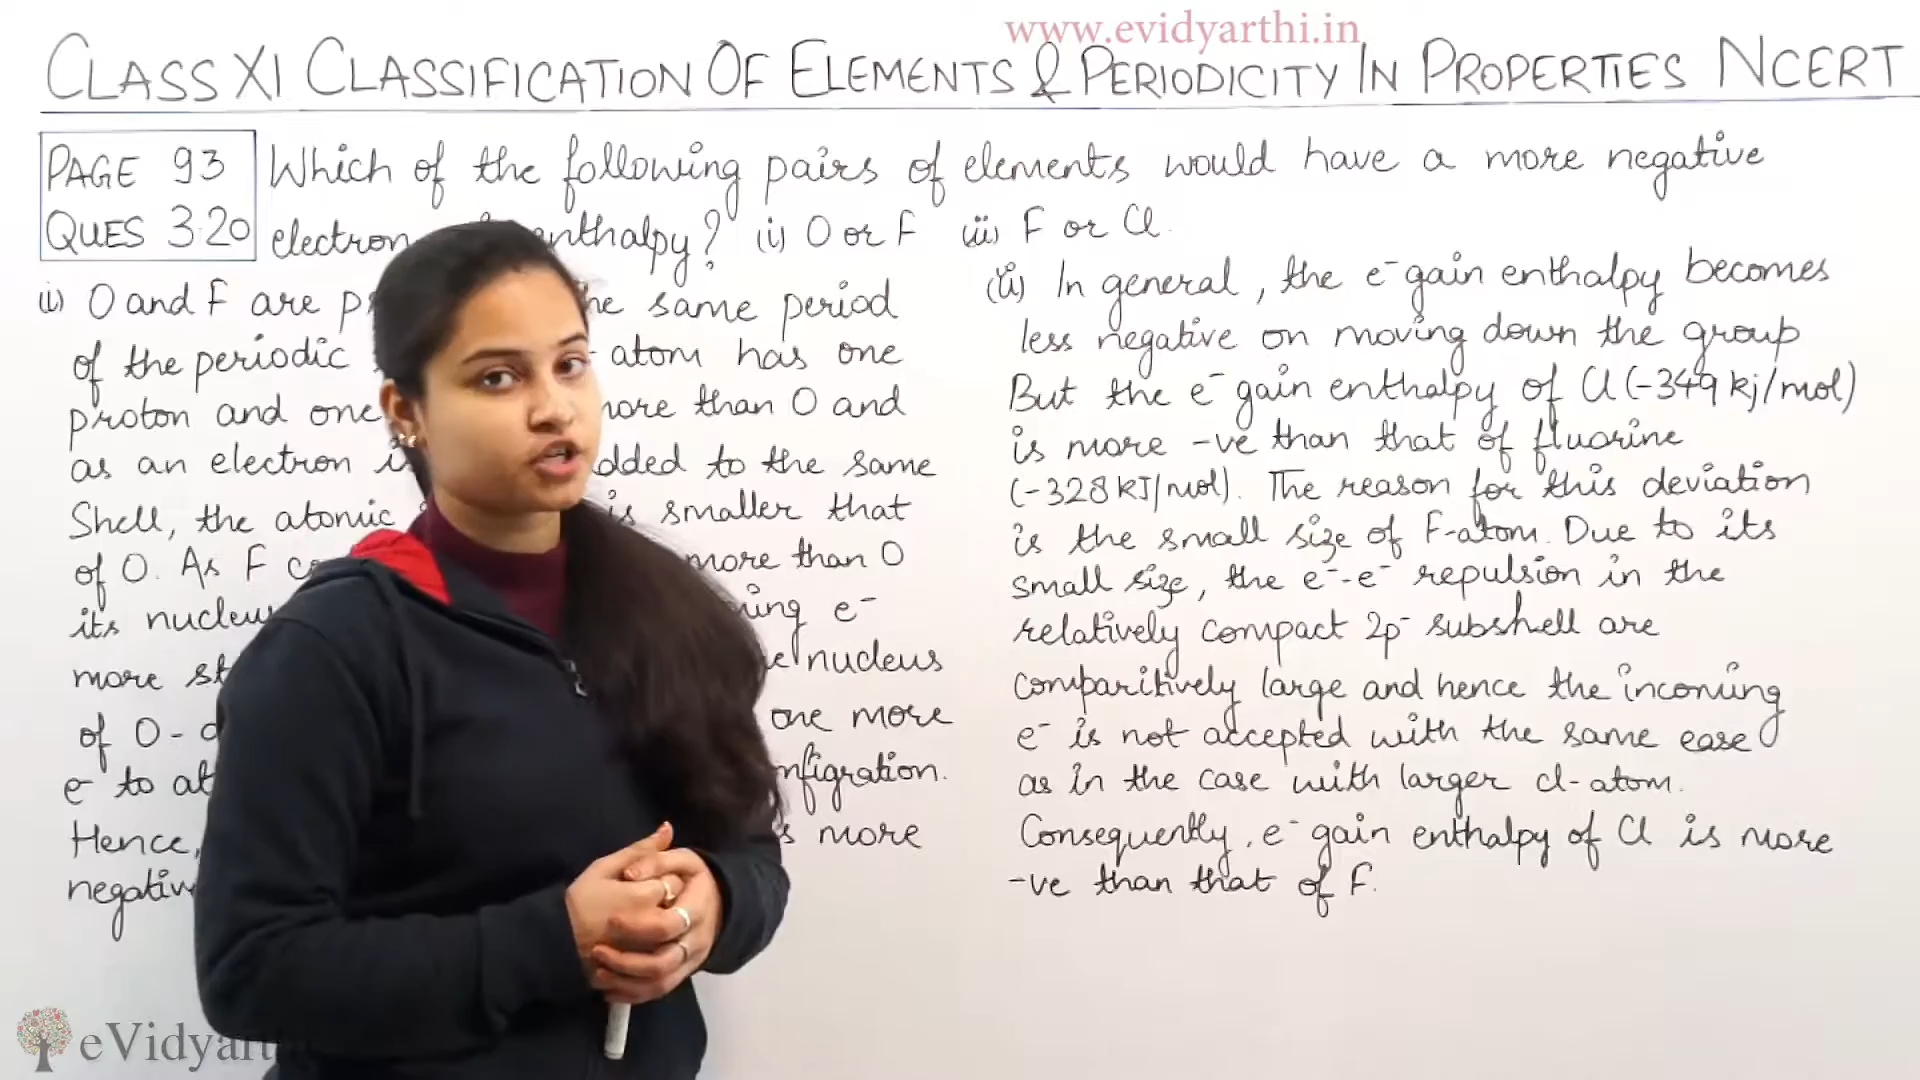 www.evidyarthi.in
CLASS XI CLASSIFICATION OF ELEMENTS & PERIODICITY IN PROPERTIES NCERT
PAGE 93
QUES 3.20
Which of the following pairs of elements would have a more negative
electron enthalpy? (i) O or F (ii) F or Cl.
(i) O and F are same period
of the periodic atom has one
proton and one more than O and
as an electron added to the same
Shell, the atomic is smaller that
of O. As F more than O
its e-
more nucleus
of O- one more
e- to configration.
Hence, more
(ii) In general, the e- gain enthalpy becomes
less negative on moving down the group
But the e- gain enthalpy of Cl (-349 kj/mol)
is more -ve than that of fluorine
(-328 KJ/mol). The reason for this deviation
is the small size of F-atom. Due to its
small size, the e--e- repulsion in the
relatively compact 2p- subshell are
comparitively large and hence the incoming
e- is not accepted with the same ease
as in the case with larger cl-atom.
Consequently, e- gain enthalpy of Cl is more
-ve than that of F.
eVidyarthi